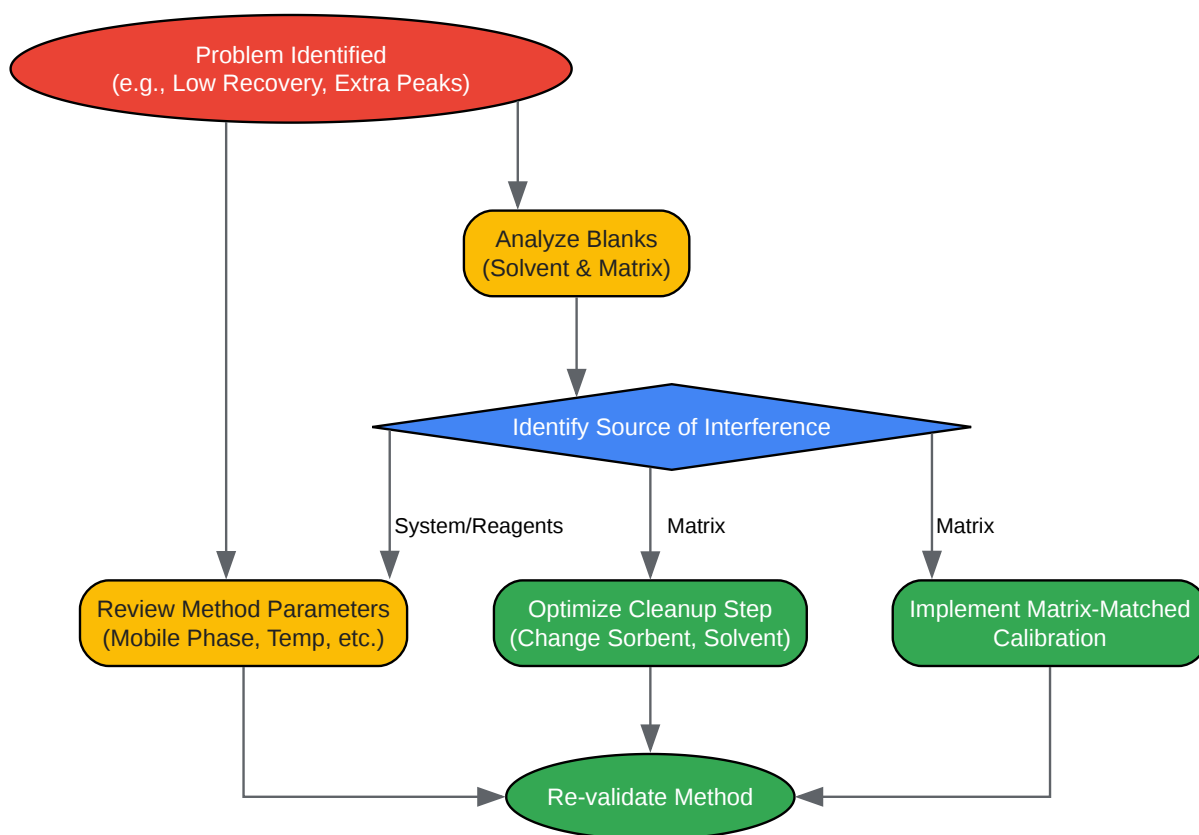 Problem Identified
(e.g., Low Recovery, Extra Peaks)
Analyze Blanks
(Solvent & Matrix)
Identify Source of Interference
System/Reagents
Matrix
Matrix
Review Method Parameters
(Mobile Phase, Temp, etc.)
Optimize Cleanup Step
(Change Sorbent, Solvent)
Implement Matrix-Matched
Calibration
Re-validate Method